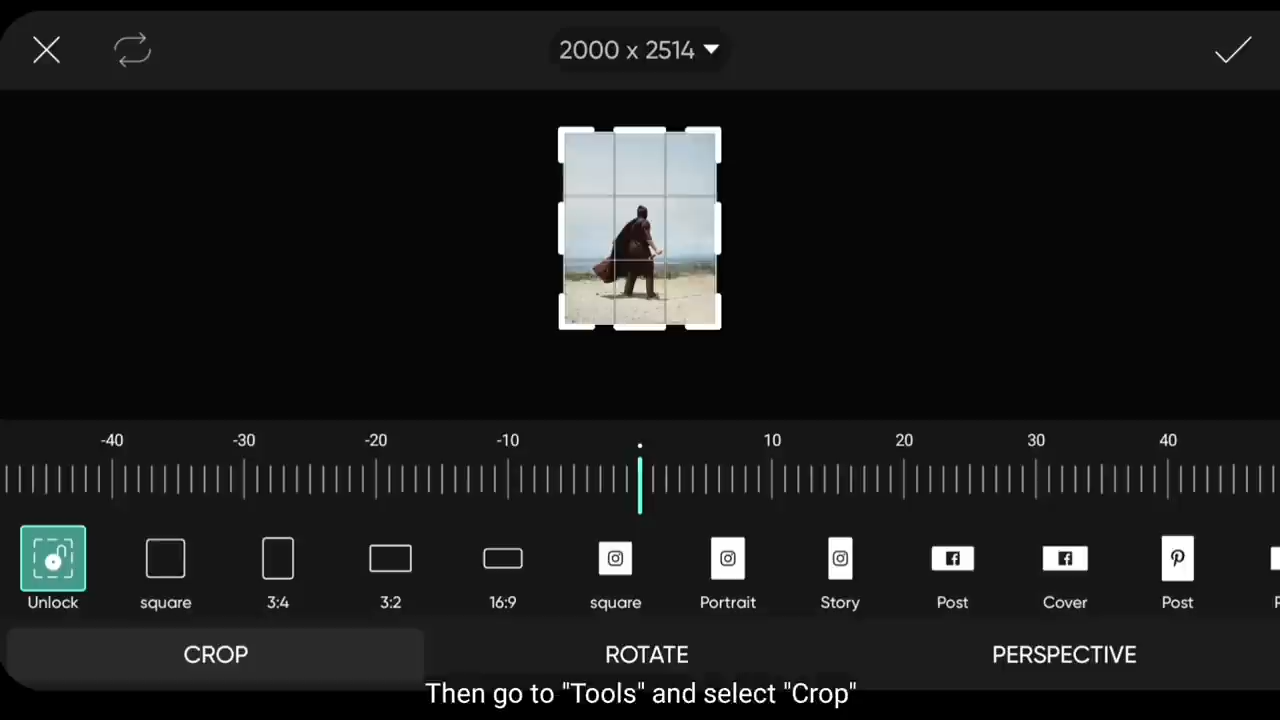 2000 x 2514
-40 -30 -20 -10 10 20 30 40
Unlock square 3:4 3:2 16:9 square Portrait Story Post Cover Post
CROP ROTATE PERSPECTIVE
Then go to "Tools" and select "Crop"